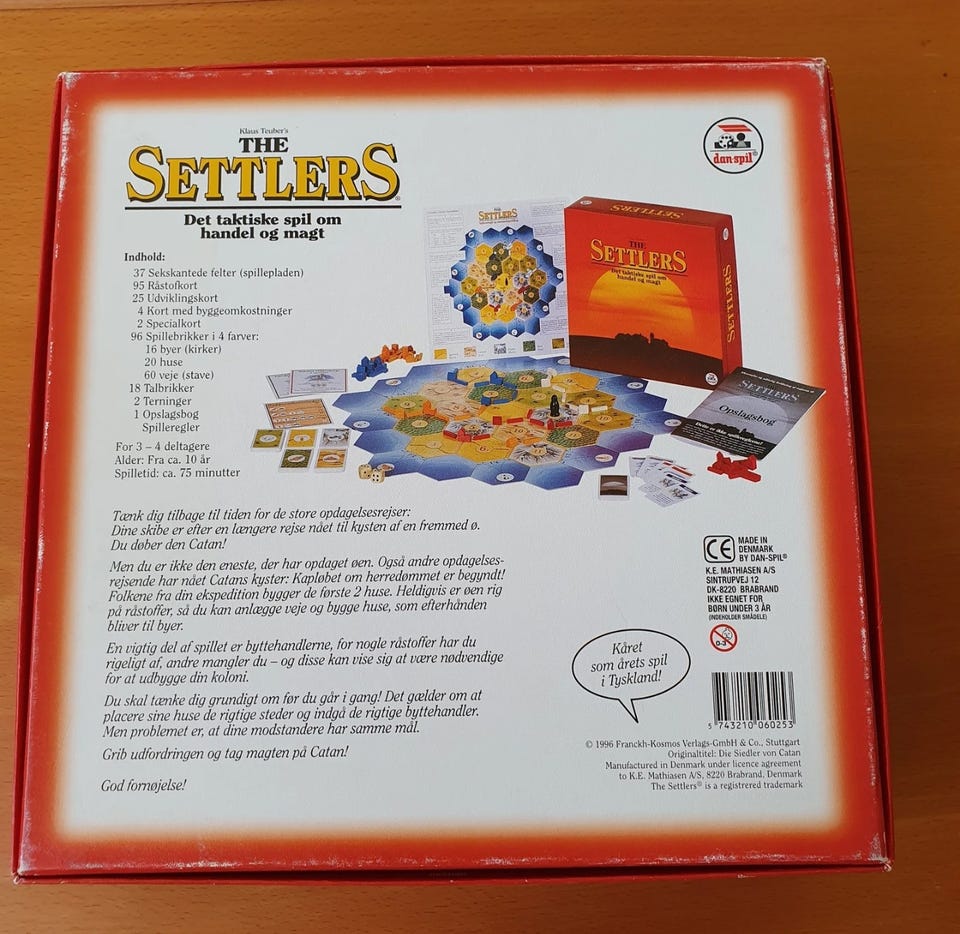 Klaus Teuber's
THE
SETTLERS®
Det taktiske spil om
handel og magt
dan-spil®
Indhold:
37 Sekskantede felter (spillepladen)
95 Råstofkort
25 Udviklingskort
4 Kort med byggeomkostninger
2 Specialkort
96 Spillebrikker i 4 farver:
16 byer (kirker)
20 huse
60 veje (stave)
18 Talbrikker
2 Terninger
1 Opslagsbog
Spilleregler
For 3 – 4 deltagere
Alder: Fra ca. 10 år
Spilletid: ca. 75 minutter
THE
SETTLERS
SETTLERS
THE
SETTLERS
Det taktiske spil om
handel og magt
SETTLERS
SETTLERS
Opslagsbog
Tænk dig tilbage til tiden for de store opdagelsesrejser:
Dine skibe er efter en længere rejse nået til kysten af en fremmed ø.
Du døber den Catan!
Men du er ikke den eneste, der har opdaget øen. Også andre opdagelses-
rejsende har nået Catans kyster: Kapløbet om herredømmet er begyndt!
Folkene fra din ekspedition bygger de første 2 huse. Heldigvis er øen rig
på råstoffer, så du kan anlægge veje og bygge huse, som efterhånden
bliver til byer.
En vigtig del af spillet er byttehandlerne, for nogle råstoffer har du
rigeligt af, andre mangler du – og disse kan vise sig at være nødvendige
for at udbygge din koloni.
Du skal tænke dig grundigt om før du går i gang! Det gælder om at
placere sine huse de rigtige steder og indgå de rigtige byttehandler.
Men problemet er, at dine modstandere har samme mål.
Grib udfordringen og tag magten på Catan!
God fornøjelse!
CE
MADE IN
DENMARK
BY DAN-SPIL®
K.E. MATHIASEN A/S
SINTRUPVEJ 12
DK-8220 BRABRAND
IKKE EGNET FOR
BØRN UNDER 3 ÅR
(INDEHOLDER SMÅDELE)
0-3
Kåret
som årets spil
i Tyskland!
5 743210 060253
© 1996 Franckh-Kosmos Verlags-GmbH & Co., Stuttgart
Originaltitel: Die Siedler von Catan
Manufactured in Denmark under licence agreement
to K.E. Mathiasen A/S, 8220 Brabrand, Denmark
The Settlers® is a registrered trademark